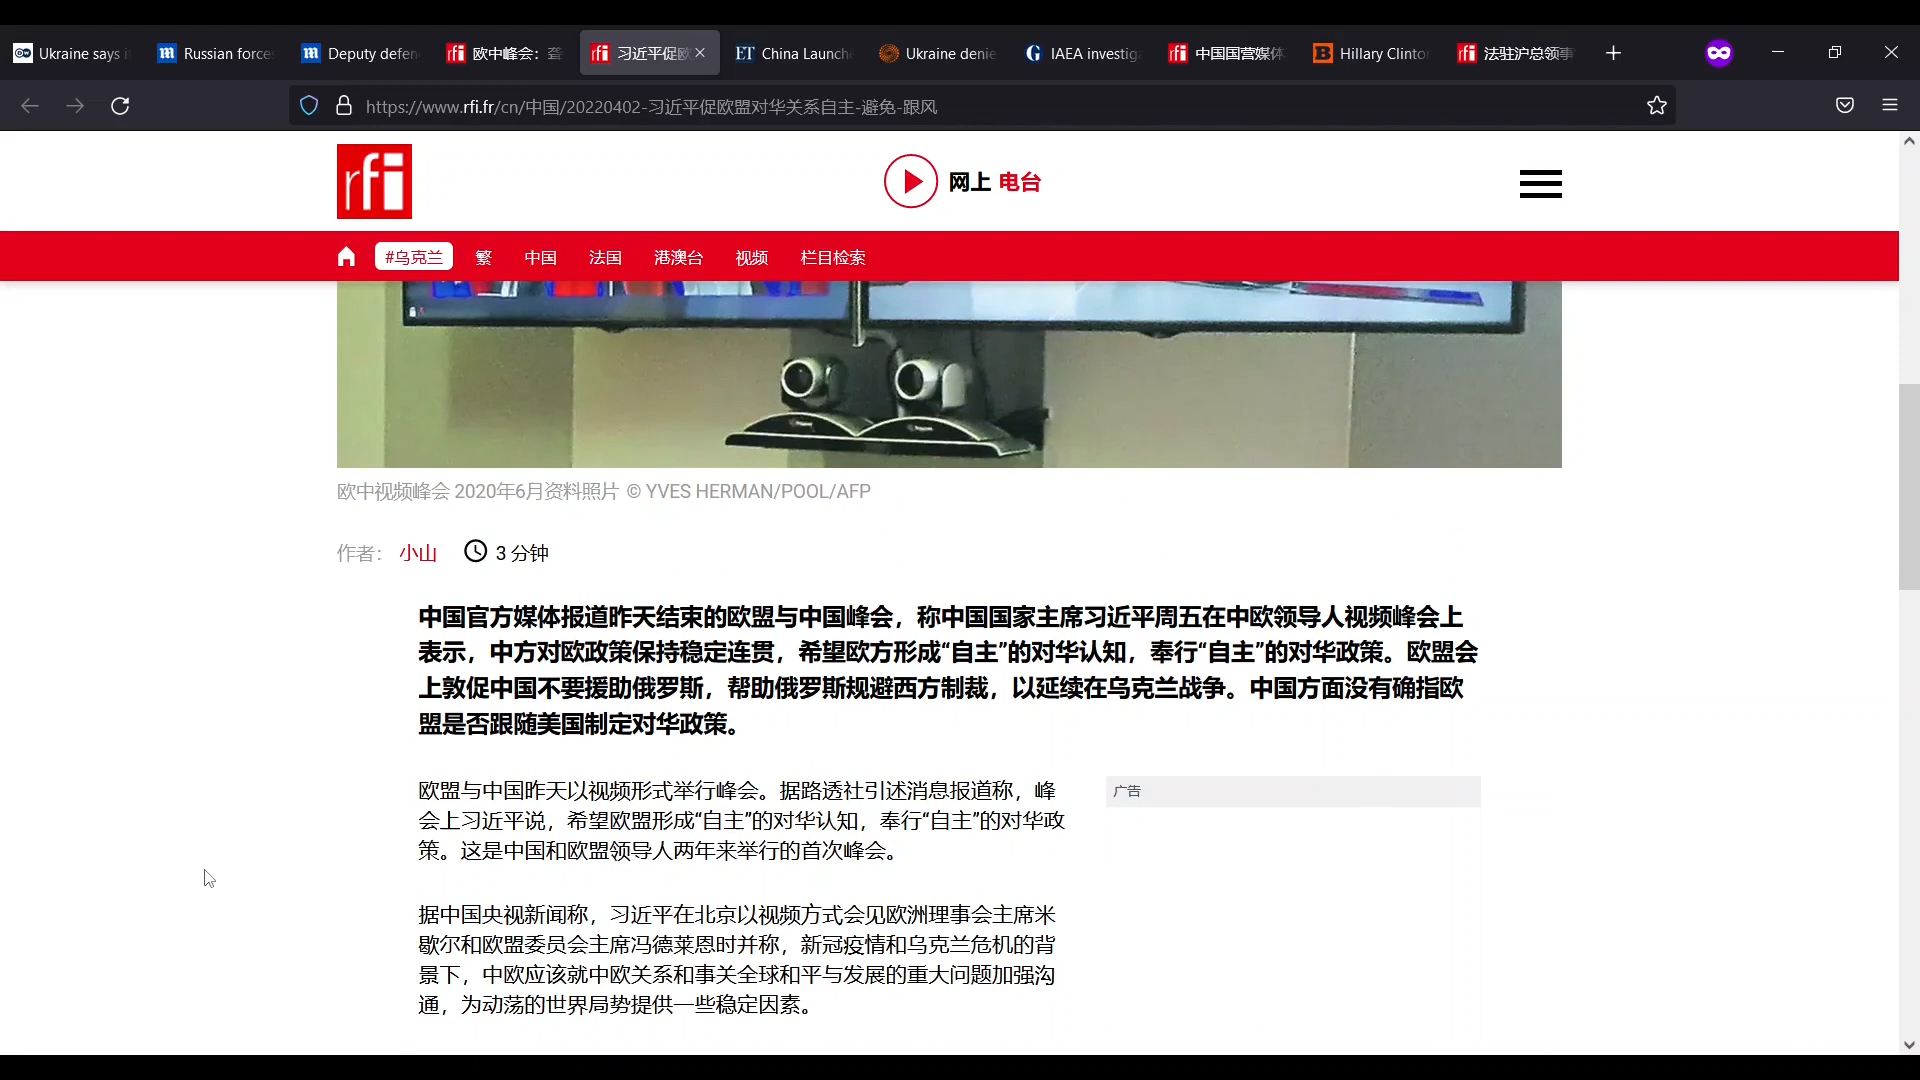 Ukraine says i
Russian forces
Deputy defen
rfi
欧中峰会：聋
rfi
习近平促欧
ET
China Launch
Ukraine denie
G
IAEA investig
rfi
中国国营媒体
B
Hillary Clinto
rfi
法驻沪总领事
https://www.rfi.fr/cn/中国/20220402-习近平促欧盟对华关系自主-避免-跟风
rfi
网上 电台
#乌克兰 繁 中国 法国 港澳台 视频 栏目检索
欧中视频峰会 2020年6月资料照片 © YVES HERMAN/POOL/AFP
作者： 小山 3 分钟
中国官方媒体报道昨天结束的欧盟与中国峰会，称中国国家主席习近平周五在中欧领导人视频峰会上
表示，中方对欧政策保持稳定连贯，希望欧方形成“自主”的对华认知，奉行“自主”的对华政策。欧盟会
上敦促中国不要援助俄罗斯，帮助俄罗斯规避西方制裁，以延续在乌克兰战争。中国方面没有确指欧
盟是否跟随美国制定对华政策。
欧盟与中国昨天以视频形式举行峰会。据路透社引述消息报道称，峰
会上习近平说，希望欧盟形成“自主”的对华认知，奉行“自主”的对华政
策。这是中国和欧盟领导人两年来举行的首次峰会。
广告
据中国央视新闻称，习近平在北京以视频方式会见欧洲理事会主席米
歇尔和欧盟委员会主席冯德莱恩时并称，新冠疫情和乌克兰危机的背
景下，中欧应该就中欧关系和事关全球和平与发展的重大问题加强沟
通，为动荡的世界局势提供一些稳定因素。